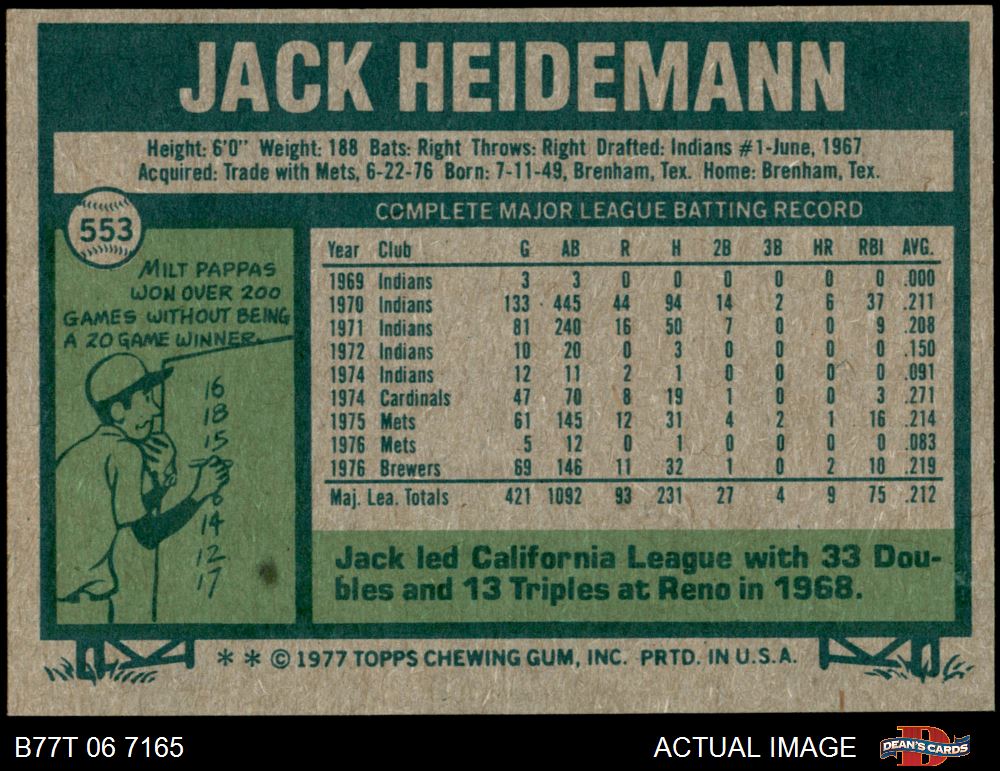 JACK HEIDEMANN
Height: 6'0" Weight: 188 Bats: Right Throws: Right Drafted: Indians #1-June, 1967
Acquired: Trade with Mets, 6-22-76 Born: 7-11-49, Brenham, Tex. Home: Brenham, Tex.
553
MILT PAPPAS
WON OVER 200
GAMES WITHOUT BEING
A 20 GAME WINNER.
16
18
15
6
14
12
17
COMPLETE MAJOR LEAGUE BATTING RECORD
Year Club G AB R H 2B 3B HR RBI AVG.
1969 Indians 3 3 0 0 0 0 0 0 .000
1970 Indians 133 445 44 94 14 2 6 37 .211
1971 Indians 81 240 16 50 7 0 0 9 .208
1972 Indians 10 20 0 3 0 0 0 0 .150
1974 Indians 12 11 2 1 0 0 0 0 .091
1974 Cardinals 47 70 8 19 1 0 0 3 .271
1975 Mets 61 145 12 31 4 2 1 16 .214
1976 Mets 5 12 0 1 0 0 0 0 .083
1976 Brewers 69 146 11 32 1 0 2 10 .219
Maj. Lea. Totals 421 1092 93 231 27 4 9 75 .212
Jack led California League with 33 Dou-
bles and 13 Triples at Reno in 1968.
* * © 1977 TOPPS CHEWING GUM, INC. PRTD. IN U.S.A.
B77T 06 7165
ACTUAL IMAGE
D
DEAN'S CARDS